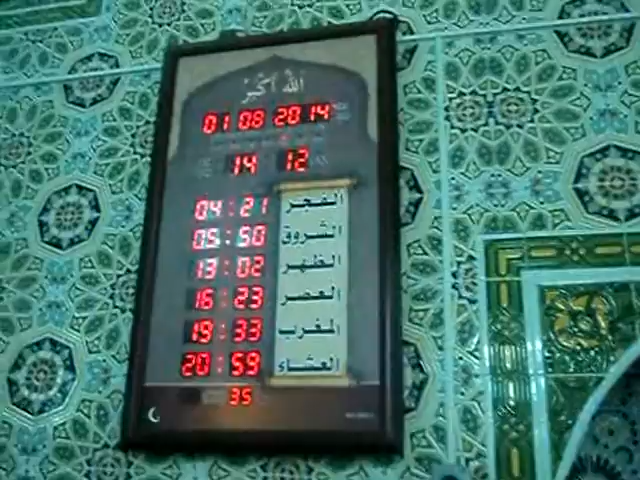 الله أكبر
01 08 2014
14 12
04:21 الفجر
05:50 الشروق
13:02 الظهر
16:23 العصر
19:33 المغرب
20:59 العشاء
35